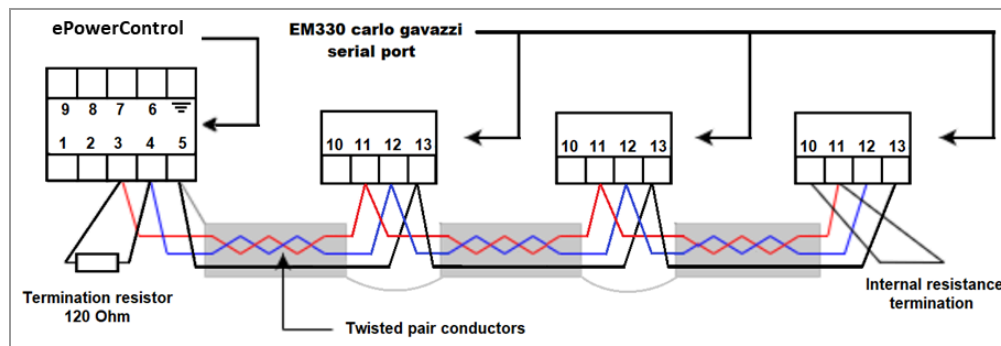 ePowerControl
EM330 carlo gavazzi
serial port
9 8 7 6
1 2 3 4 5
10 11 12 13
10 11 12 13
10 11 12 13
Termination resistor
120 Ohm
Twisted pair conductors
Internal resistance
termination